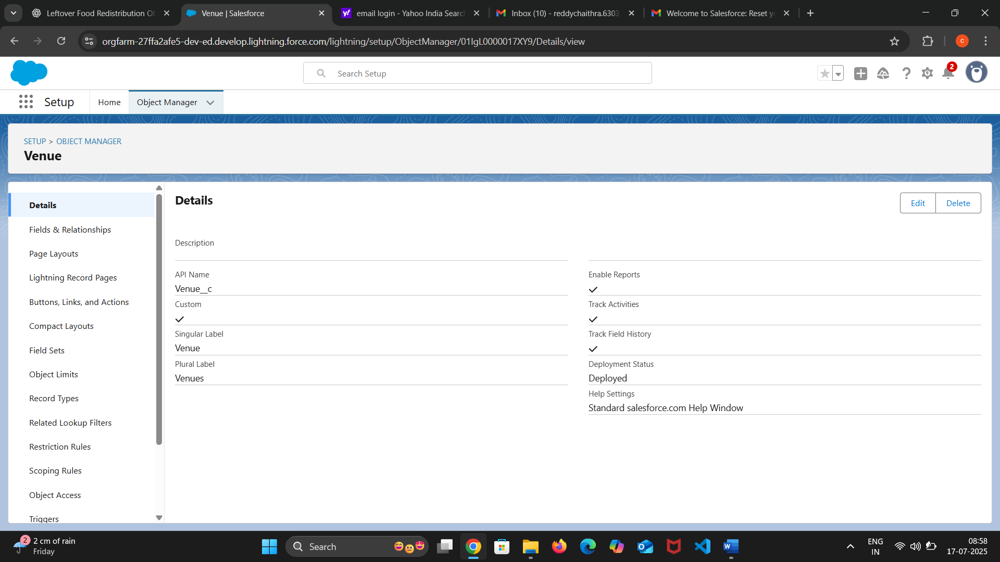 Leftover Food Redistribution Ob
Venue | Salesforce
email login - Yahoo India Searc
Inbox (10) - reddychaithra.6303
Welcome to Salesforce: Reset yo
orgfarm-27ffa2afe5-dev-ed.develop.lightning.force.com/lightning/setup/ObjectManager/01IgL0000017XY9/Details/view
C
Search Setup
2
Setup
Home
Object Manager
SETUP > OBJECT MANAGER
Venue
Details
Fields & Relationships
Page Layouts
Lightning Record Pages
Buttons, Links, and Actions
Compact Layouts
Field Sets
Object Limits
Record Types
Related Lookup Filters
Restriction Rules
Scoping Rules
Object Access
Triggers
Details
Edit
Delete
Description
API Name
Venue__c
Custom
Singular Label
Venue
Plural Label
Venues
Enable Reports
Track Activities
Track Field History
Deployment Status
Deployed
Help Settings
Standard salesforce.com Help Window
2
2 cm of rain
Friday
Search
ENG
IN
08:58
17-07-2025